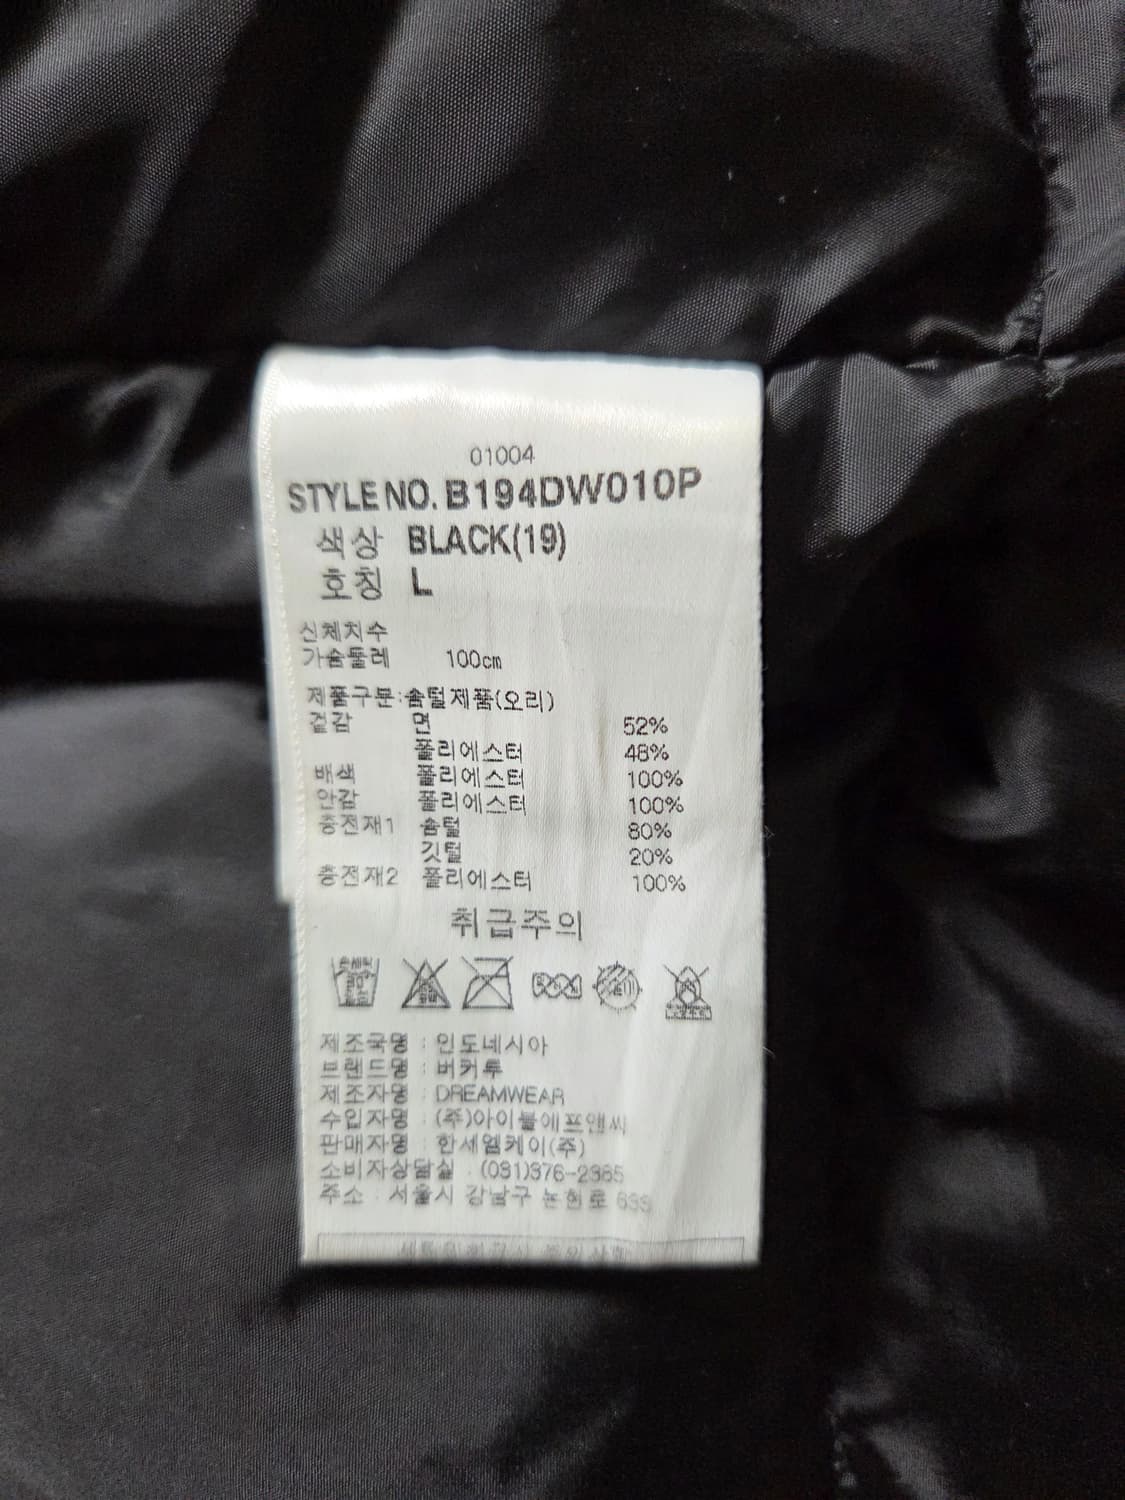 01004
STYLE NO. B194DW010P
색상 BLACK(19)
호칭 L
신체치수
가슴둘레 100cm
제품구분:솜털제품(오리)
겉감 면 52%
폴리에스터 48%
배색 폴리에스터 100%
안감 폴리에스터 100%
충전재1 솜털 80%
깃털 20%
충전재2 폴리에스터 100%
취급주의
제조국명 : 인도네시아
브랜드명 : 버커루
제조자명 : DREAMWEAR
수입자명 : (주)아이블에프앤씨
판매자명 : 한세엠케이(주)
소비자상담실 : (031)376-2365
주소 : 서울시 강남구 논현로 633